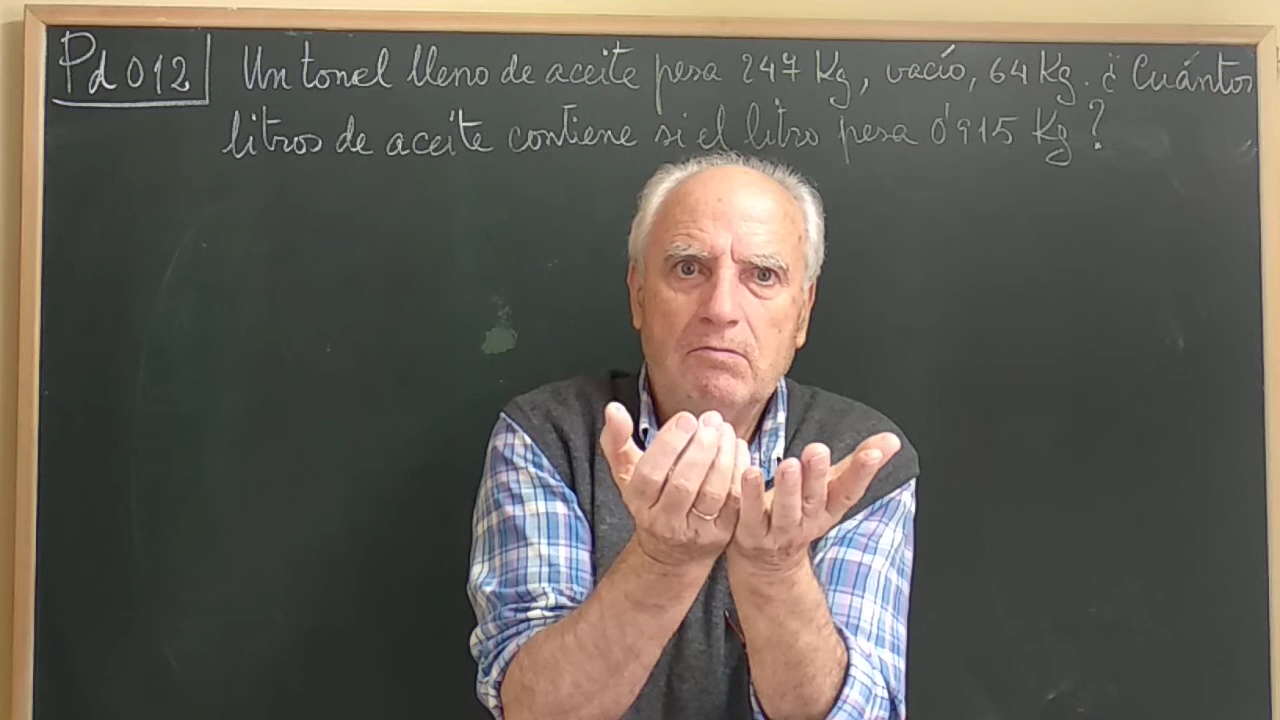 Pd 012 Un tonel lleno de aceite pesa 247 Kg, vacío, 64 Kg. ¿Cuántos
litros de aceite contiene si el litro pesa 0'915 Kg?